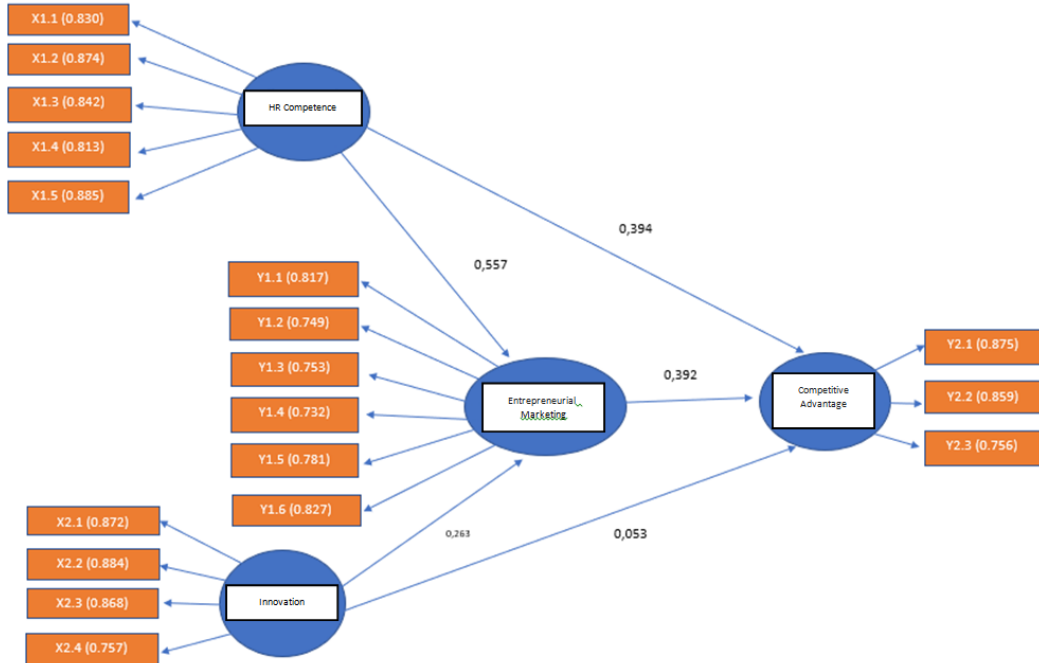 X1.1 (0.830)
X1.2 (0.874)
X1.3 (0.842)
X1.4 (0.813)
X1.5 (0.885)
HR Competence
0,394
0,557
Y1.1 (0.817)
Y1.2 (0.749)
Y1.3 (0.753)
Y1.4 (0.732)
Y1.5 (0.781)
Y1.6 (0.827)
Entrepreneurial
Marketing
0,392
Competitive
Advantage
Y2.1 (0.875)
Y2.2 (0.859)
Y2.3 (0.756)
X2.1 (0.872)
X2.2 (0.884)
X2.3 (0.868)
X2.4 (0.757)
Innovation
0,263
0,053